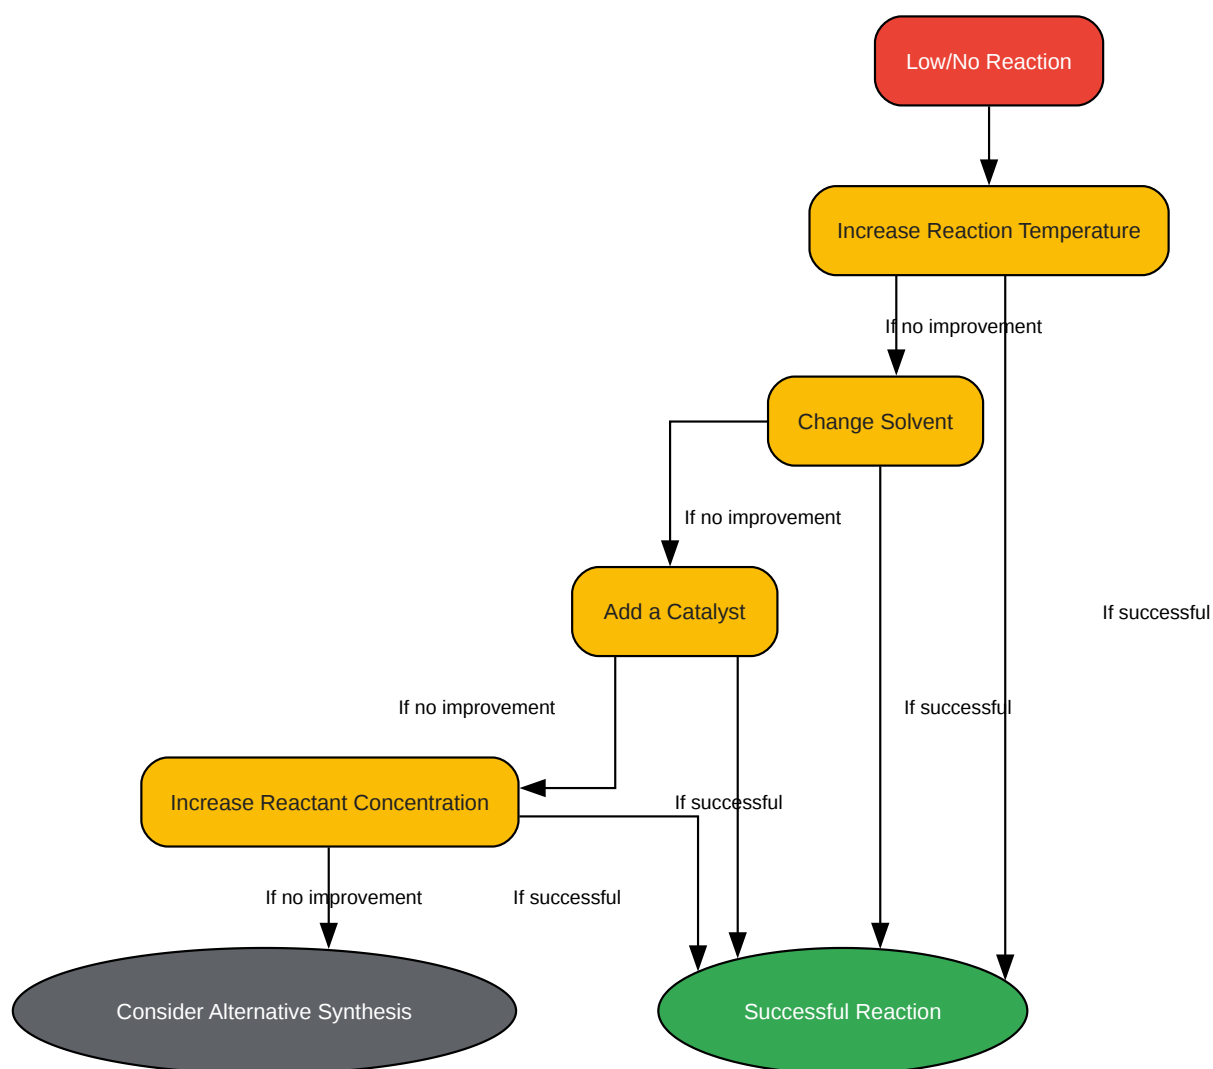 Low/No Reaction
Increase Reaction Temperature
If no improvement
Change Solvent
If no improvement
Add a Catalyst
If successful
If no improvement
If successful
Increase Reactant Concentration
If successful
If no improvement
If successful
Consider Alternative Synthesis
Successful Reaction